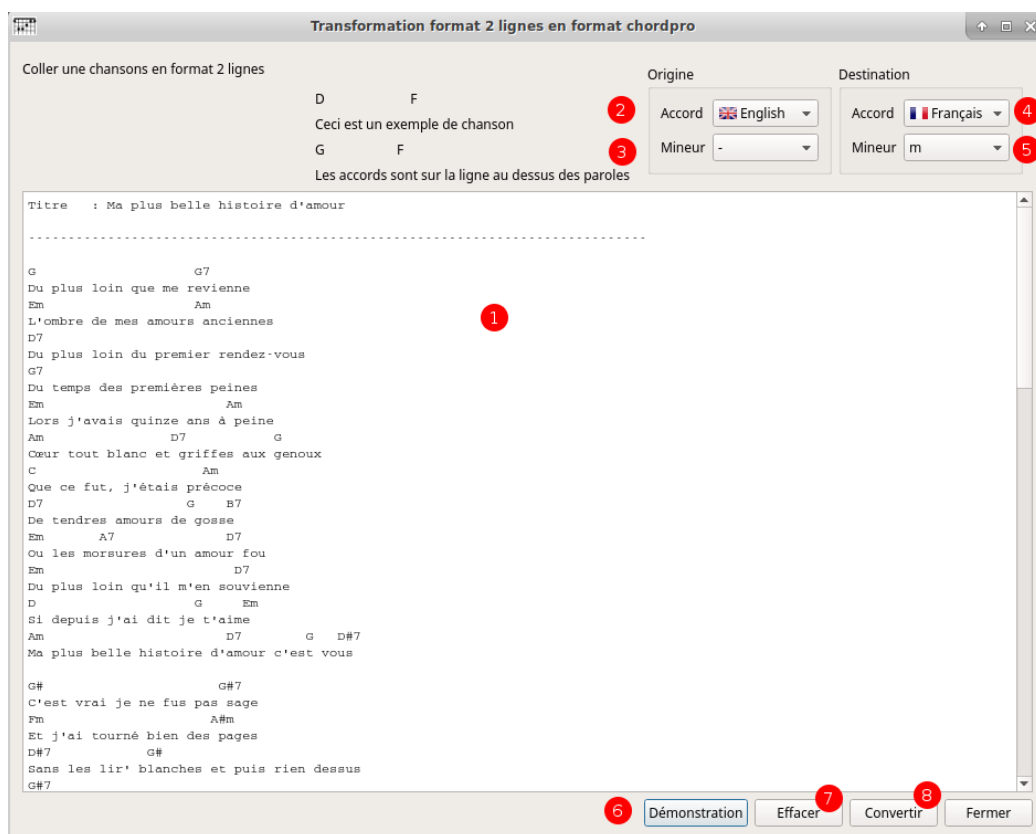 Transformation format 2 lignes en format chordpro
Coller une chansons en format 2 lignes
D F
Ceci est un exemple de chanson
G F
Les accords sont sur la ligne au dessus des paroles
Origine
2 Accord English
3 Mineur -
Destination
Accord Français 4
Mineur m 5
Titre : Ma plus belle histoire d'amour
------------------------------------------------------------------------------
G G7
Du plus loin que me revienne
Em Am
L'ombre de mes amours anciennes
1
D7
Du plus loin du premier rendez-vous
G7
Du temps des premières peines
Em Am
Lors j'avais quinze ans à peine
Am D7 G
Cœur tout blanc et griffes aux genoux
C Am
Que ce fut, j'étais précoce
D7 G B7
De tendres amours de gosse
Em A7 D7
Ou les morsures d'un amour fou
Em D7
Du plus loin qu'il m'en souvienne
D G Em
Si depuis j'ai dit je t'aime
Am D7 G D#7
Ma plus belle histoire d'amour c'est vous
G# G#7
C'est vrai je ne fus pas sage
Fm A#m
Et j'ai tourné bien des pages
D#7 G#
Sans les lir' blanches et puis rien dessus
G#7
6 Démonstration
Effacer 7
Convertir 8
Fermer